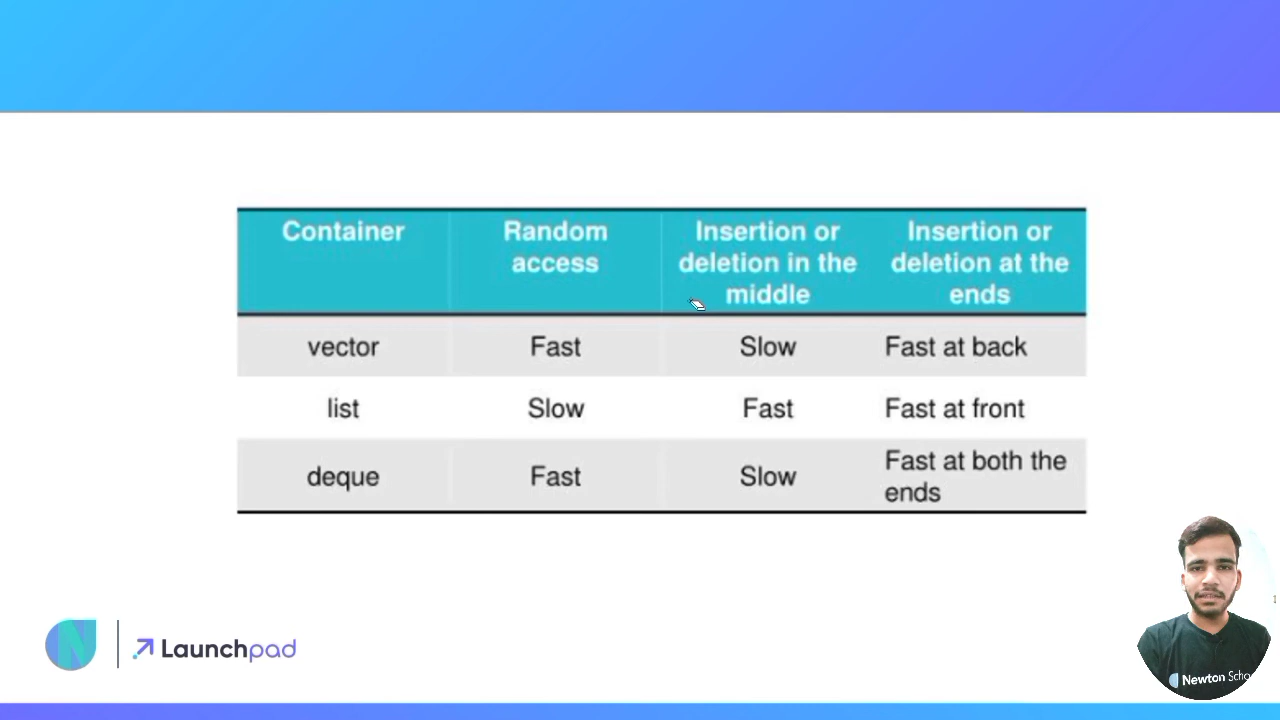 Container
Random
access
Insertion or
deletion in the
middle
Insertion or
deletion at the
ends
vector
Fast
Slow
Fast at back
list
Slow
Fast
Fast at front
deque
Fast
Slow
Fast at both the
ends
N
Launchpad
Newton